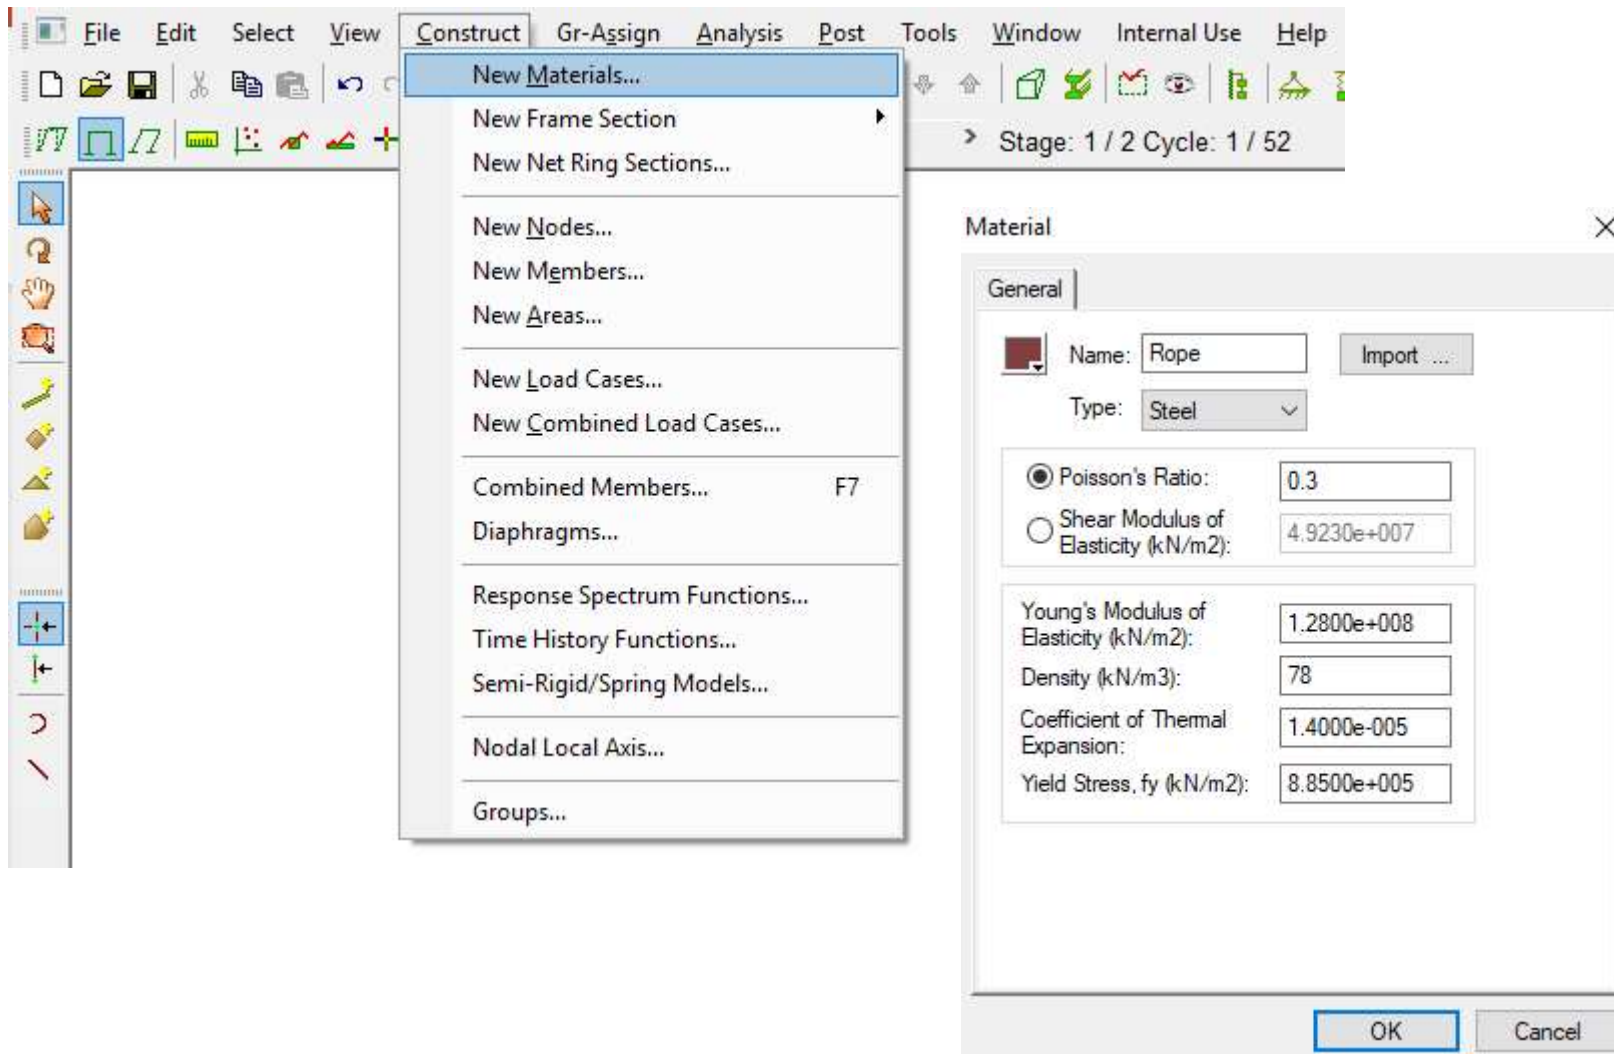 File Edit Select View Construct Gr-Assign Analysis Post Tools Window Internal Use Help
Stage: 1 / 2 Cycle: 1 / 52
New Materials...
New Frame Section
New Net Ring Sections...
New Nodes...
New Members...
New Areas...
New Load Cases...
New Combined Load Cases...
Combined Members... F7
Diaphragms...
Response Spectrum Functions...
Time History Functions...
Semi-Rigid/Spring Models...
Nodal Local Axis...
Groups...
Material
General
Name: Rope Import ...
Type: Steel
Poisson's Ratio: 0.3
Shear Modulus of
Elasticity (kN/m2): 4.9230e+007
Young's Modulus of
Elasticity (kN/m2): 1.2800e+008
Density (kN/m3): 78
Coefficient of Thermal
Expansion: 1.4000e-005
Yield Stress, fy (kN/m2): 8.8500e+005
OK Cancel